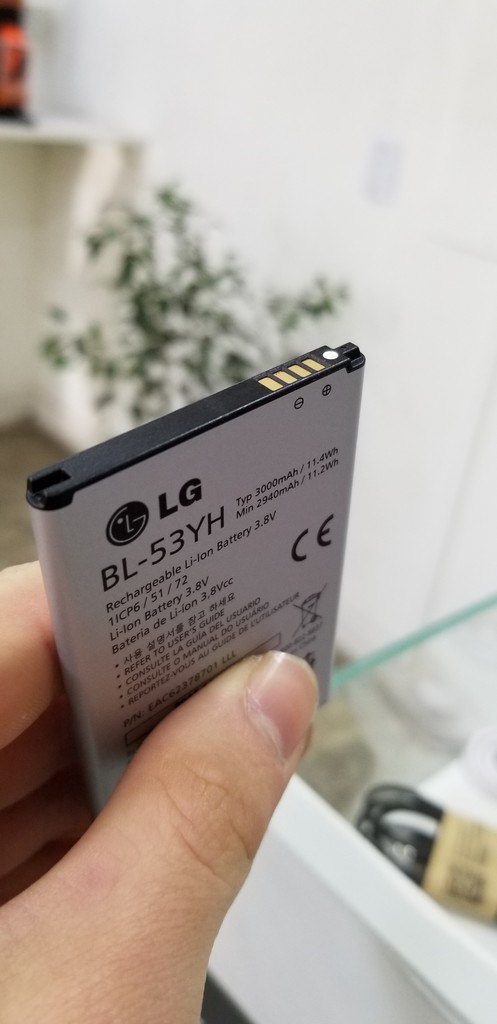 LG
BL-53YH
Typ 3000mAh / 11.4Wh
Min 2940mAh / 11.2Wh
Rechargeable Li-Ion Battery 3.8V
1ICP6 / 51 / 72
Li-Ion Battery 3.8V
Bateria de Li-Ion 3,8Vcc
CE
• 사용 설명서를 참고 하세요
• REFER TO USER'S GUIDE
• CONSULTE LA GUÍA DEL USUARIO
• CONSULTE O MANUAL DO USUÁRIO
• REPORTEZ-VOUS AU GUIDE DE L'UTILISATEUR
P/N: EAC62378701 LLL